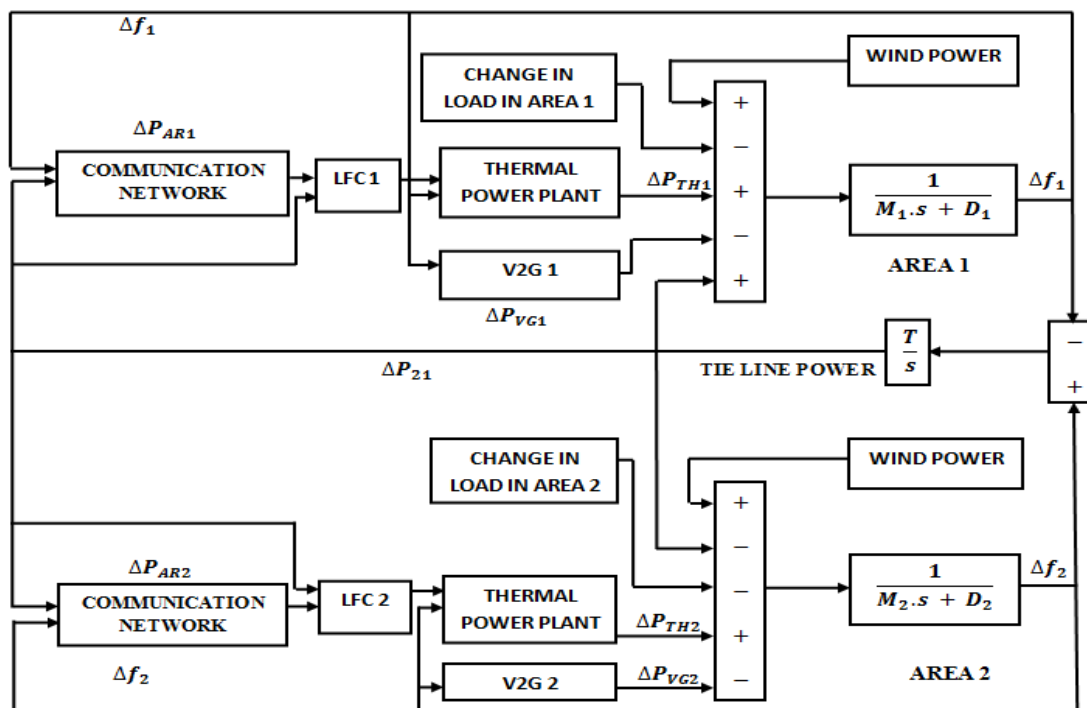 Δf₁
CHANGE IN
LOAD IN AREA 1
WIND POWER
+
−
+
−
+
ΔP_AR1
COMMUNICATION
NETWORK
LFC 1
THERMAL
POWER PLANT
ΔP_TH1
1
M₁.s + D₁
Δf₁
AREA 1
V2G 1
ΔP_VG1
T
s
−
+
ΔP₂₁
TIE LINE POWER
CHANGE IN
LOAD IN AREA 2
WIND POWER
+
−
−
+
−
ΔP_AR2
COMMUNICATION
NETWORK
LFC 2
THERMAL
POWER PLANT
ΔP_TH2
1
M₂.s + D₂
Δf₂
AREA 2
Δf₂
V2G 2
ΔP_VG2